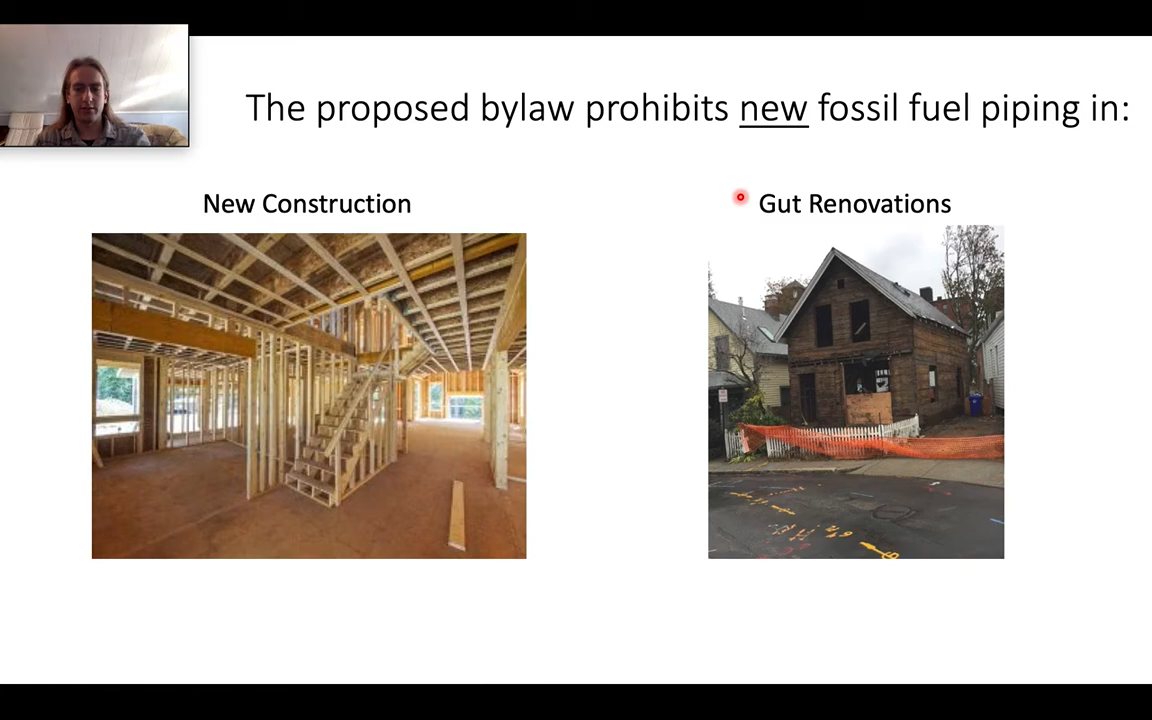 The proposed bylaw prohibits new fossil fuel piping in:
New Construction
Gut Renovations